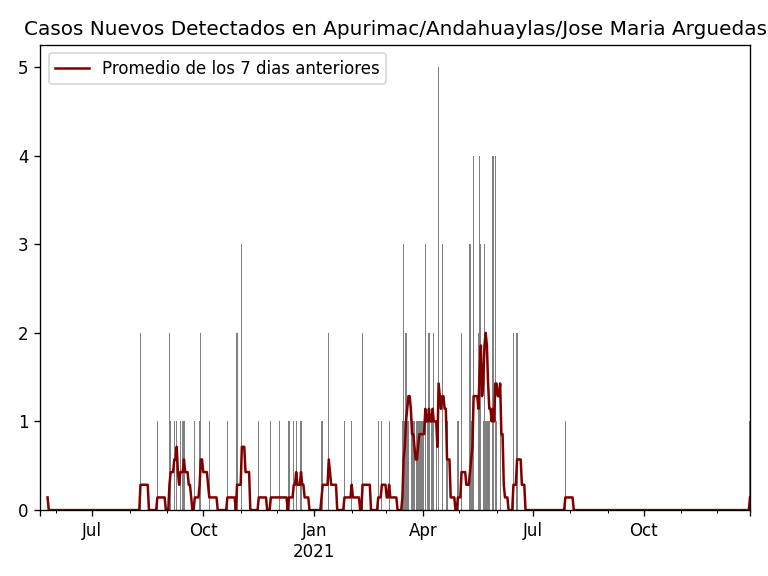 Casos Nuevos Detectados en Apurimac/Andahuaylas/Jose Maria Arguedas
Promedio de los 7 dias anteriores
5
4
3
2
1
0
Jul Oct Jan Apr Jul Oct
2021